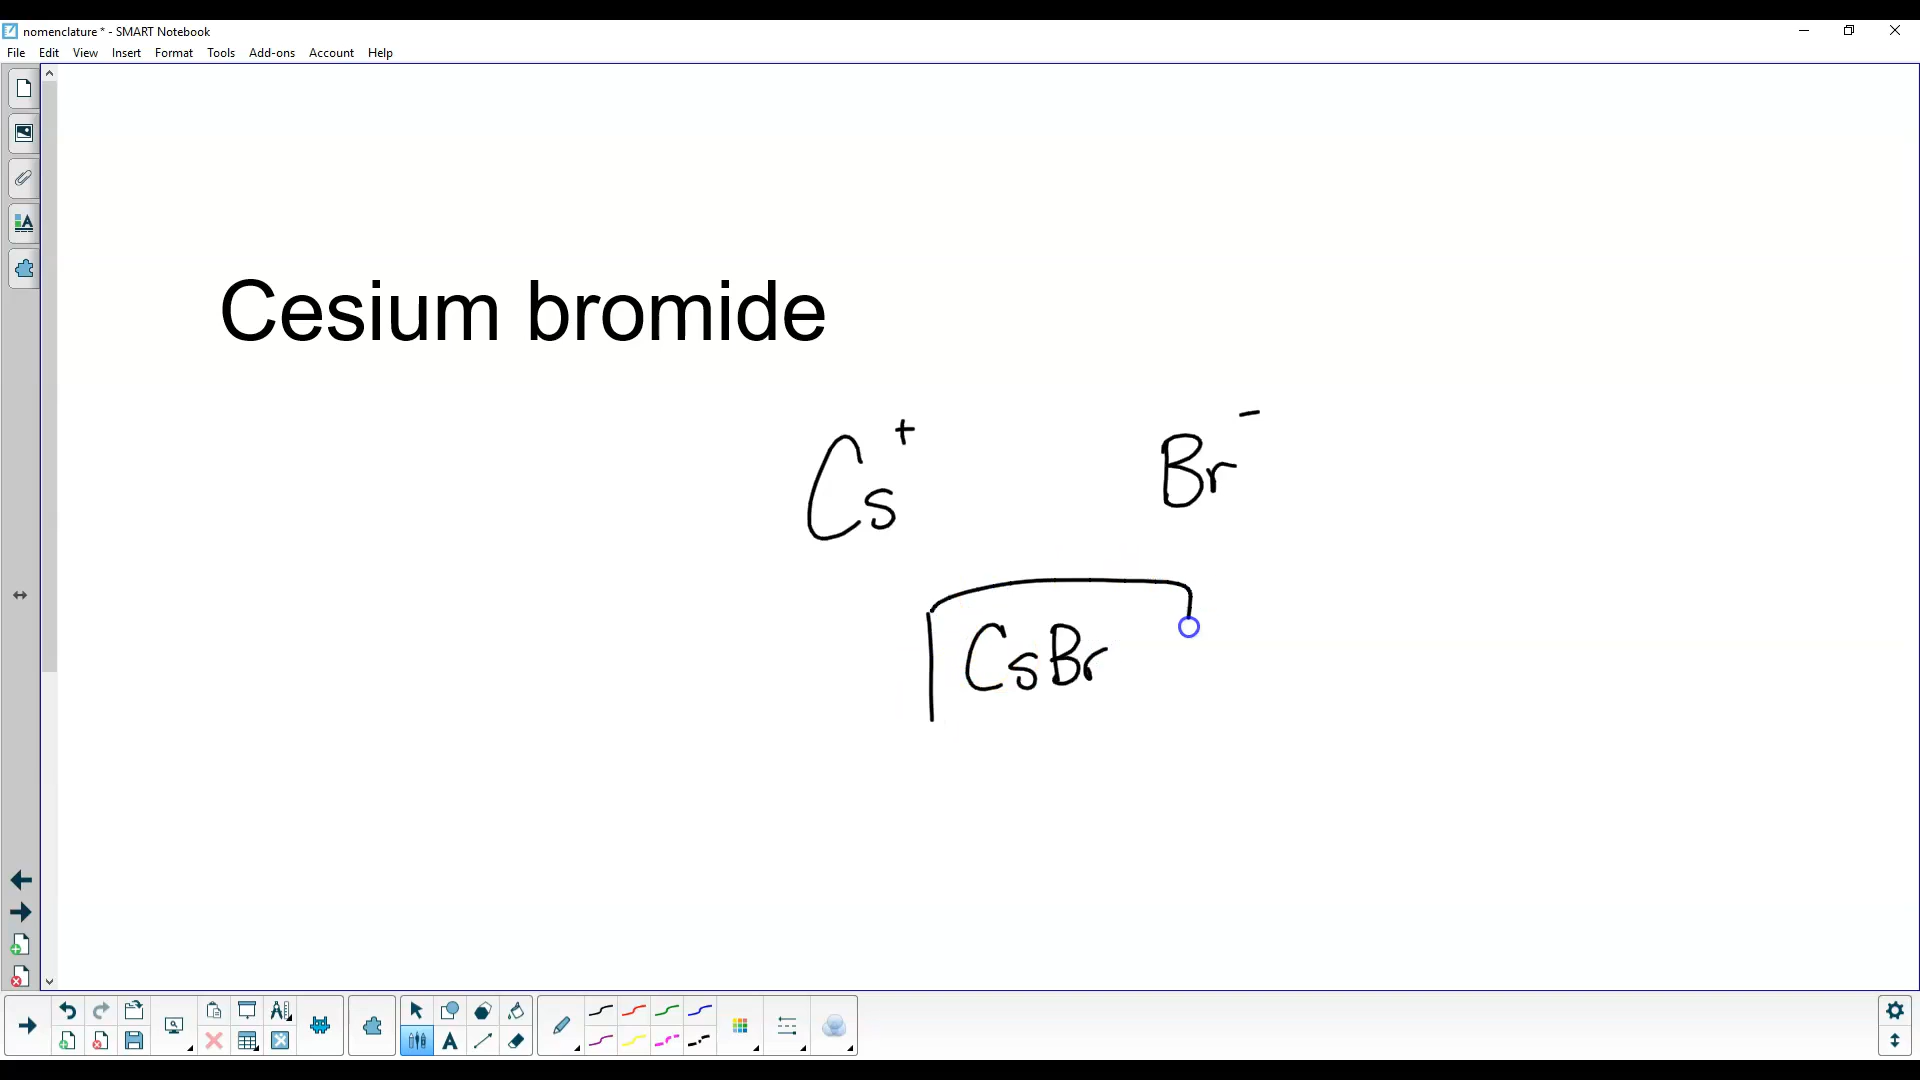 nomenclature * - SMART Notebook
File Edit View Insert Format Tools Add-ons Account Help
Cesium bromide
Cs⁺ Br⁻
CsBr